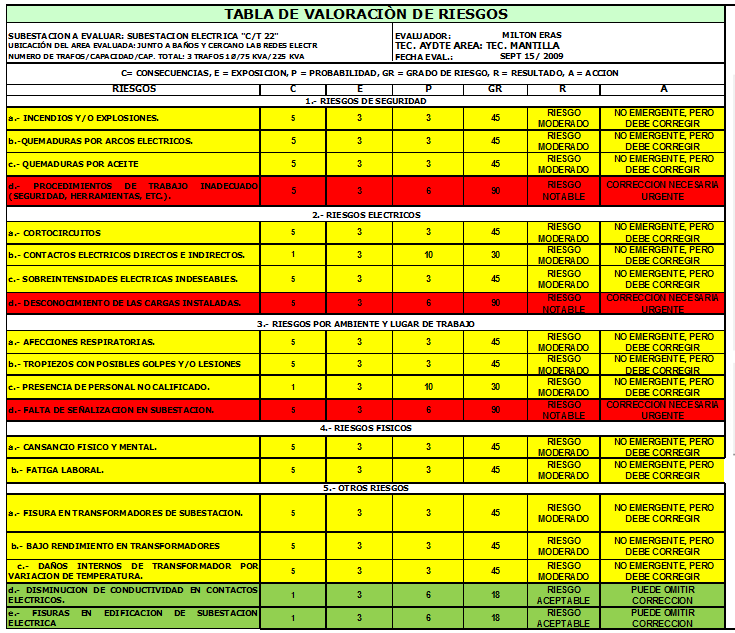 TABLA DE VALORACIÒN DE RIESGOS
SUBESTACION A EVALUAR: SUBESTACION ELECTRICA "C/T 22"
UBICACIÓN DEL AREA EVALUADA: JUNTO A BAÑOS Y CERCANO LAB REDES ELECTR
NUMERO DE TRAFOS/CAPACIDAD/CAP. TOTAL: 3 TRAFOS 1Ø/75 KVA/225 KVA
EVALUADOR: MILTON ERAS
TEC. AYDTE AREA: TEC. MANTILLA
FECHA EVAL.: SEPT 15/ 2009
C= CONSECUENCIAS, E = EXPOSICION, P = PROBABILIDAD, GR = GRADO DE RIESGO, R = RESULTADO, A = ACCION
RIESGOS C E P GR R A
1.- RIESGOS DE SEGURIDAD
a.- INCENDIOS Y/O EXPLOSIONES. 5 3 3 45 RIESGO MODERADO NO EMERGENTE, PERO DEBE CORREGIR
b.-QUEMADURAS POR ARCOS ELECTRICOS. 5 3 3 45 RIESGO MODERADO NO EMERGENTE, PERO DEBE CORREGIR
c.- QUEMADURAS POR ACEITE 5 3 3 45 RIESGO MODERADO NO EMERGENTE, PERO DEBE CORREGIR
d.- PROCEDIMIENTOS DE TRABAJO INADECUADO (SEGURIDAD, HERRAMIENTAS, ETC.). 5 3 6 90 RIESGO NOTABLE CORRECCION NECESARIA URGENTE
2.- RIESGOS ELECTRICOS
a.- CORTOCIRCUITOS 5 3 3 45 RIESGO MODERADO NO EMERGENTE, PERO DEBE CORREGIR
b.- CONTACTOS ELECTRICOS DIRECTOS E INDIRECTOS. 1 3 10 30 RIESGO MODERADO NO EMERGENTE, PERO DEBE CORREGIR
c.- SOBREINTENSIDADES ELECTRICAS INDESEABLES. 5 3 3 45 RIESGO MODERADO NO EMERGENTE, PERO DEBE CORREGIR
d.- DESCONOCIMIENTO DE LAS CARGAS INSTALADAS. 5 3 6 90 RIESGO NOTABLE CORRECCION NECESARIA URGENTE
3.- RIESGOS POR AMBIENTE Y LUGAR DE TRABAJO
a.- AFECCIONES RESPIRATORIAS. 5 3 3 45 RIESGO MODERADO NO EMERGENTE, PERO DEBE CORREGIR
b.- TROPIEZOS CON POSIBLES GOLPES Y/O LESIONES 5 3 3 45 RIESGO MODERADO NO EMERGENTE, PERO DEBE CORREGIR
c.- PRESENCIA DE PERSONAL NO CALIFICADO. 1 3 10 30 RIESGO MODERADO NO EMERGENTE, PERO DEBE CORREGIR
d.- FALTA DE SEÑALIZACION EN SUBESTACION. 5 3 6 90 RIESGO NOTABLE CORRECCION NECESARIA URGENTE
4.- RIESGOS FISICOS
a.- CANSANCIO FISICO Y MENTAL. 5 3 3 45 RIESGO MODERADO NO EMERGENTE, PERO DEBE CORREGIR
b.- FATIGA LABORAL. 5 3 3 45 RIESGO MODERADO NO EMERGENTE, PERO DEBE CORREGIR
5.- OTROS RIESGOS
a.- FISURA EN TRANSFORMADORES DE SUBESTACION. 5 3 3 45 RIESGO MODERADO NO EMERGENTE, PERO DEBE CORREGIR
b.- BAJO RENDIMIENTO EN TRANSFORMADORES 5 3 3 45 RIESGO MODERADO NO EMERGENTE, PERO DEBE CORREGIR
c.- DAÑOS INTERNOS DE TRANSFORMADOR POR VARIACION DE TEMPERATURA. 5 3 3 45 RIESGO MODERADO NO EMERGENTE, PERO DEBE CORREGIR
d.- DISMINUCION DE CONDUCTIVIDAD EN CONTACTOS ELECTRICOS. 1 3 6 18 RIESGO ACEPTABLE PUEDE OMITIR CORRECCION
e.- FISURAS EN EDIFICACION DE SUBESTACION ELECTRICA 1 3 6 18 RIESGO ACEPTABLE PUEDE OMITIR CORRECCION